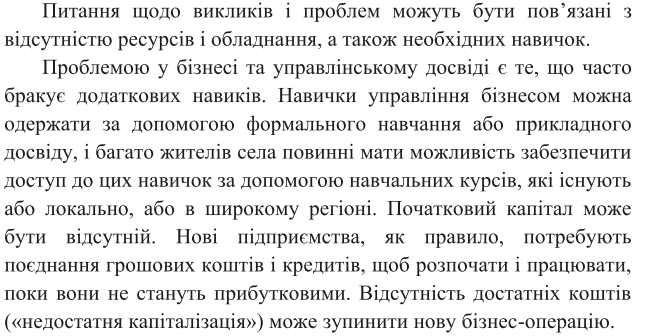 Питання щодо викликів і проблем можуть бути пов’язані з
відсутністю ресурсів і обладнання, а також необхідних навичок.
Проблемою у бізнесі та управлінському досвіді є те, що часто
бракує додаткових навиків. Навички управління бізнесом можна
одержати за допомогою формального навчання або прикладного
досвіду, і багато жителів села повинні мати можливість забезпечити
доступ до цих навичок за допомогою навчальних курсів, які існують
або локально, або в широкому регіоні. Початковий капітал може
бути відсутній. Нові підприємства, як правило, потребують
поєднання грошових коштів і кредитів, щоб розпочати і працювати,
поки вони не стануть прибутковими. Відсутність достатніх коштів
(«недостатня капіталізація») може зупинити нову бізнес-операцію.